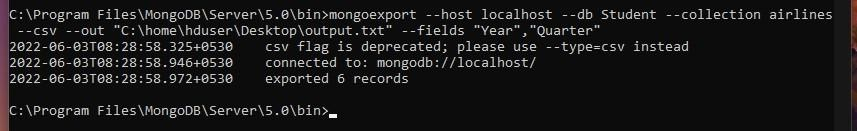 C:\Program Files\MongoDB\Server\5.0\bin>mongoexport --host localhost --db Student --collection airlines
--csv --out "C:\home\hduser\Desktop\output.txt" --fields "Year","Quarter"
2022-06-03T08:28:58.325+0530    csv flag is deprecated; please use --type=csv instead
2022-06-03T08:28:58.946+0530    connected to: mongodb://localhost/
2022-06-03T08:28:58.972+0530    exported 6 records
C:\Program Files\MongoDB\Server\5.0\bin>